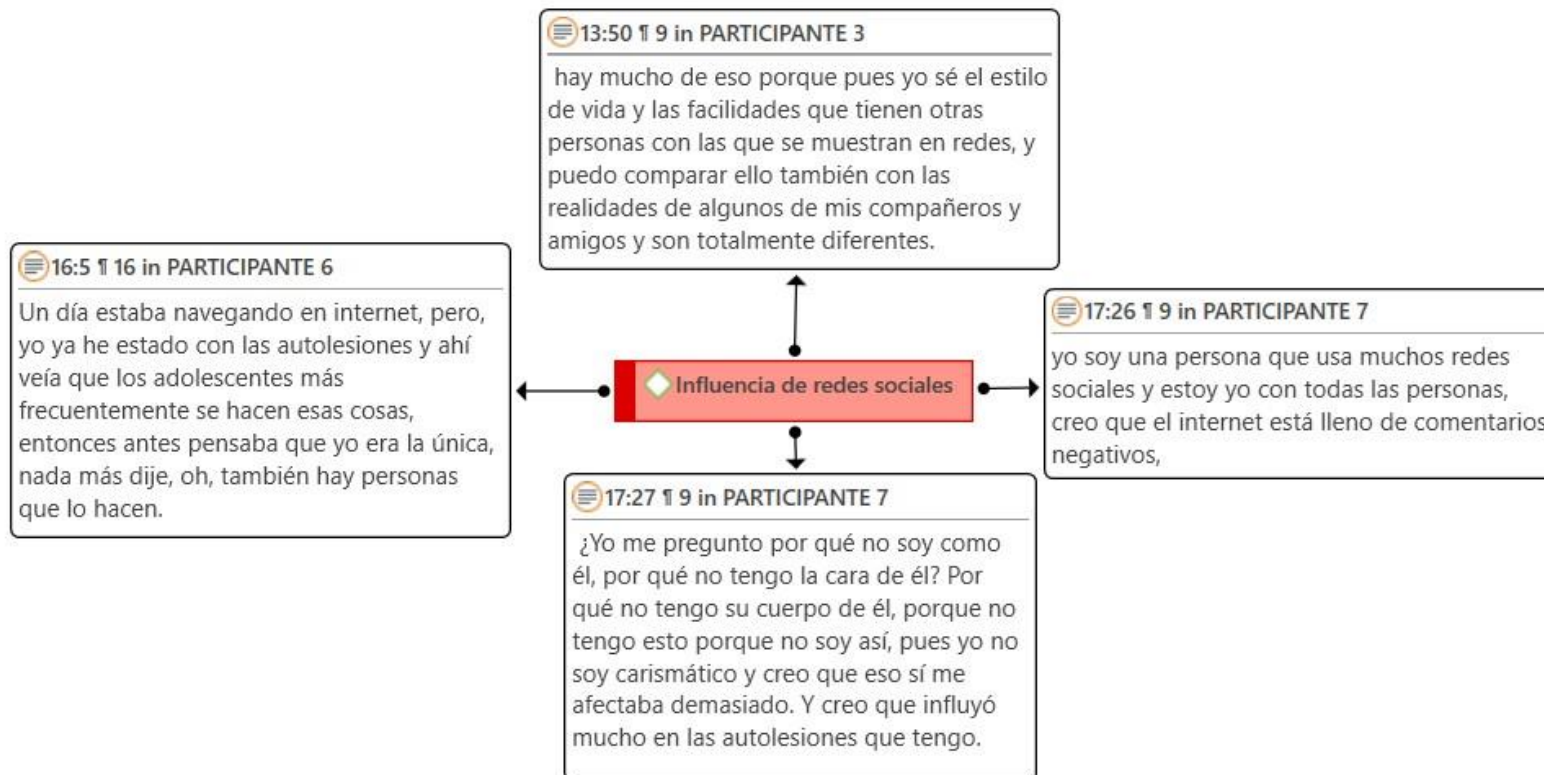 13:50 ¶ 9 in PARTICIPANTE 3
hay mucho de eso porque pues yo sé el estilo
de vida y las facilidades que tienen otras
personas con las que se muestran en redes, y
puedo comparar ello también con las
realidades de algunos de mis compañeros y
amigos y son totalmente diferentes.
16:5 ¶ 16 in PARTICIPANTE 6
Un día estaba navegando en internet, pero,
yo ya he estado con las autolesiones y ahí
veía que los adolescentes más
frecuentemente se hacen esas cosas,
entonces antes pensaba que yo era la única,
nada más dije, oh, también hay personas
que lo hacen.
Influencia de redes sociales
17:26 ¶ 9 in PARTICIPANTE 7
yo soy una persona que usa muchos redes
sociales y estoy yo con todas las personas,
creo que el internet está lleno de comentarios
negativos,
17:27 ¶ 9 in PARTICIPANTE 7
¿Yo me pregunto por qué no soy como
él, por qué no tengo la cara de él? Por
qué no tengo su cuerpo de él, porque no
tengo esto porque no soy así, pues yo no
soy carismático y creo que eso sí me
afectaba demasiado. Y creo que influyó
mucho en las autolesiones que tengo.